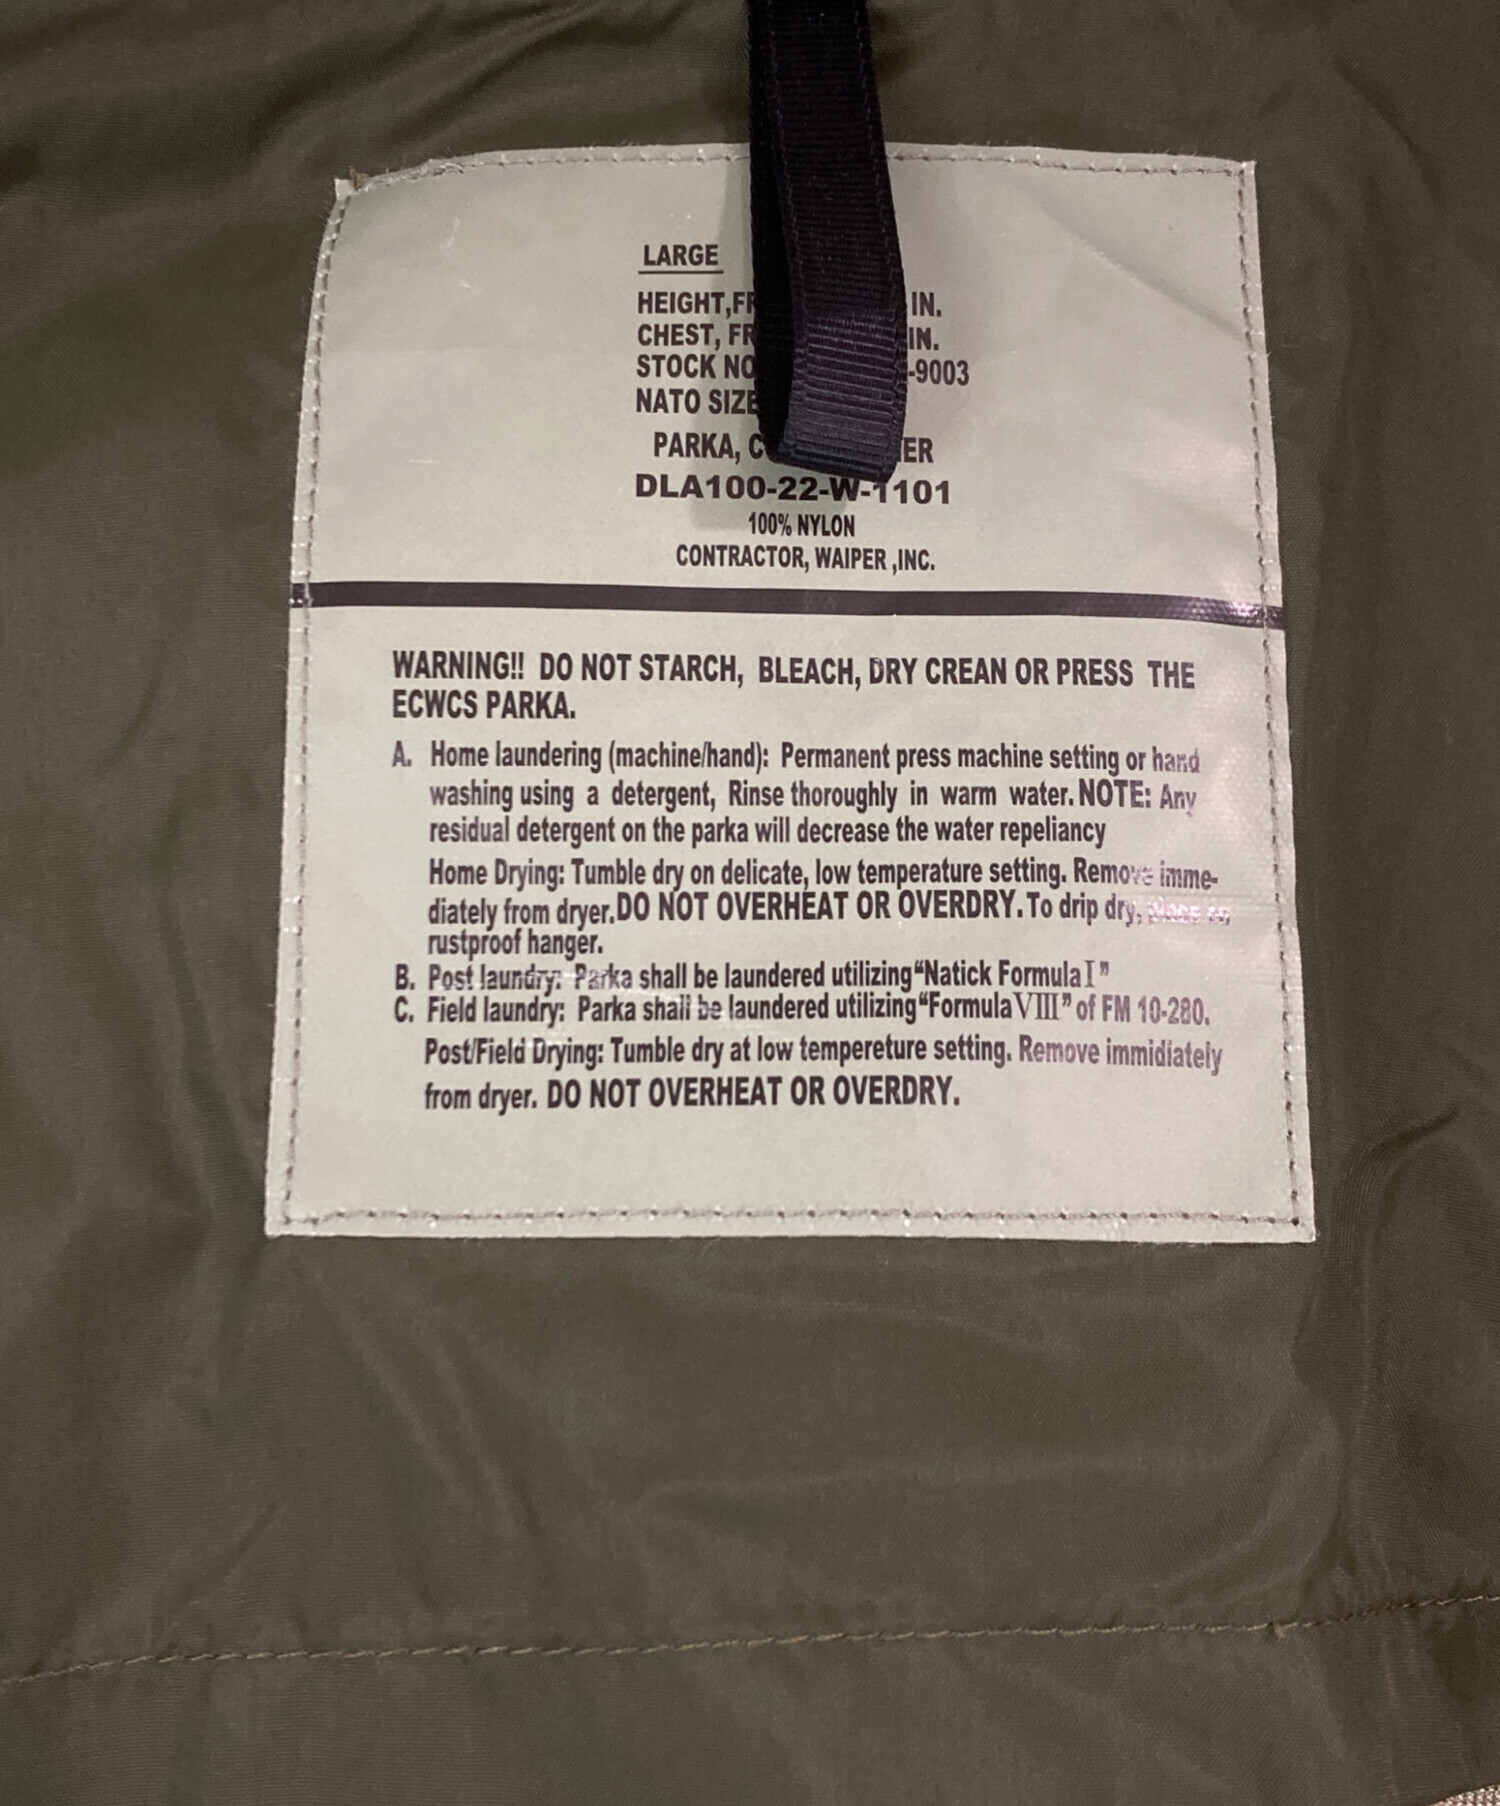 LARGE
HEIGHT, IN.
CHEST, IN.
STOCK NO -9003
NATO SIZE
PARKA,
DLA100-22-W-1101
100% NYLON
CONTRACTOR, WAIPER ,INC.
WARNING!! DO NOT STARCH, BLEACH, DRY CREAN OR PRESS THE
ECWCS PARKA.
A. Home laundering (machine/hand): Permanent press machine setting or hand
washing using a detergent, Rinse thoroughly in warm water. NOTE: Any
residual detergent on the parka will decrease the water repeliancy
Home Drying: Tumble dry on delicate, low temperature setting. Remove imme-
diately from dryer. DO NOT OVERHEAT OR OVERDRY. To drip dry,
rustproof hanger.
B. Post laundry: Parka shall be laundered utilizing “Natick Formula I”
C. Field laundry: Parka shall be laundered utilizing “Formula VIII” of FM 10-280.
Post/Field Drying: Tumble dry at low tempereture setting. Remove immidiately
from dryer. DO NOT OVERHEAT OR OVERDRY.